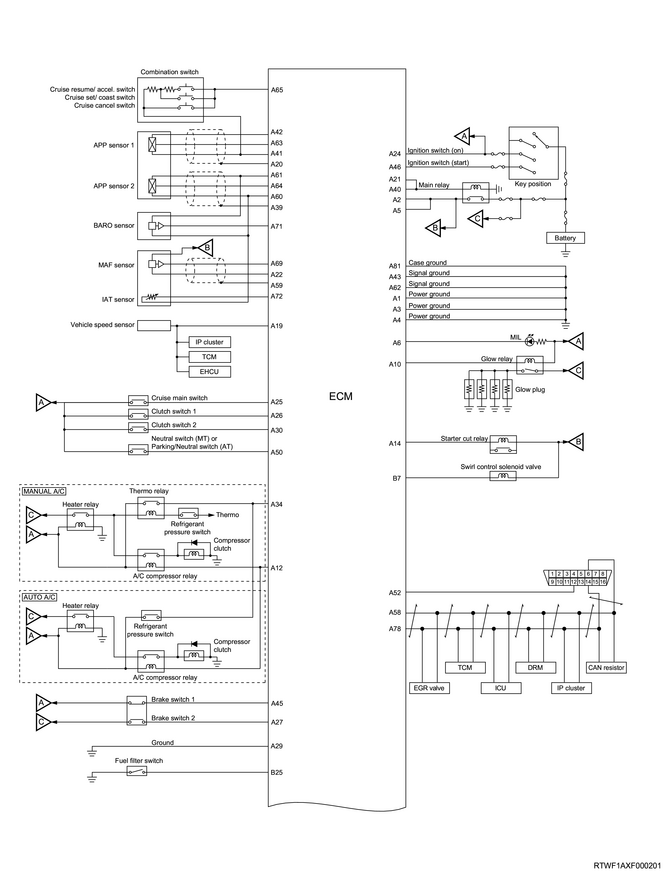 Combination switch
Cruise resume/ accel. switch
Cruise set/ coast switch
Cruise cancel switch
A65
APP sensor 1
A42
A63
A41
A20
APP sensor 2
A61
A64
A60
A39
BARO sensor
A71
B
MAF sensor
A69
A22
A59
IAT sensor
A72
Vehicle speed sensor
A19
IP cluster
TCM
EHCU
A
Cruise main switch
A25
Clutch switch 1
A26
Clutch switch 2
A30
Neutral switch (MT) or
Parking/Neutral switch (AT)
A50
MANUAL A/C
Thermo relay
A34
Heater relay
C
A
Thermo
Refrigerant
pressure switch
Compressor
clutch
A12
A/C compressor relay
AUTO A/C
Heater relay
C
A
Refrigerant
pressure switch
Compressor
clutch
A/C compressor relay
A
Brake switch 1
A45
C
Brake switch 2
A27
Ground
A29
Fuel filter switch
B25
ECM
A
A24
Ignition switch (on)
A46
Ignition switch (start)
Key position
A21
A40
Main relay
A2
A5
C
B
Battery
A81
Case ground
A43
Signal ground
A62
Signal ground
A1
Power ground
A3
Power ground
A4
Power ground
A6
MIL
A
A10
Glow relay
C
Glow plug
A14
Starter cut relay
B
B7
Swirl control solenoid valve
1 2 3 4 5 6 7 8
9 10 11 12 13 14 15 16
A52
A58
A78
TCM
DRM
CAN resistor
EGR valve
ICU
IP cluster
RTWF1AXF000201